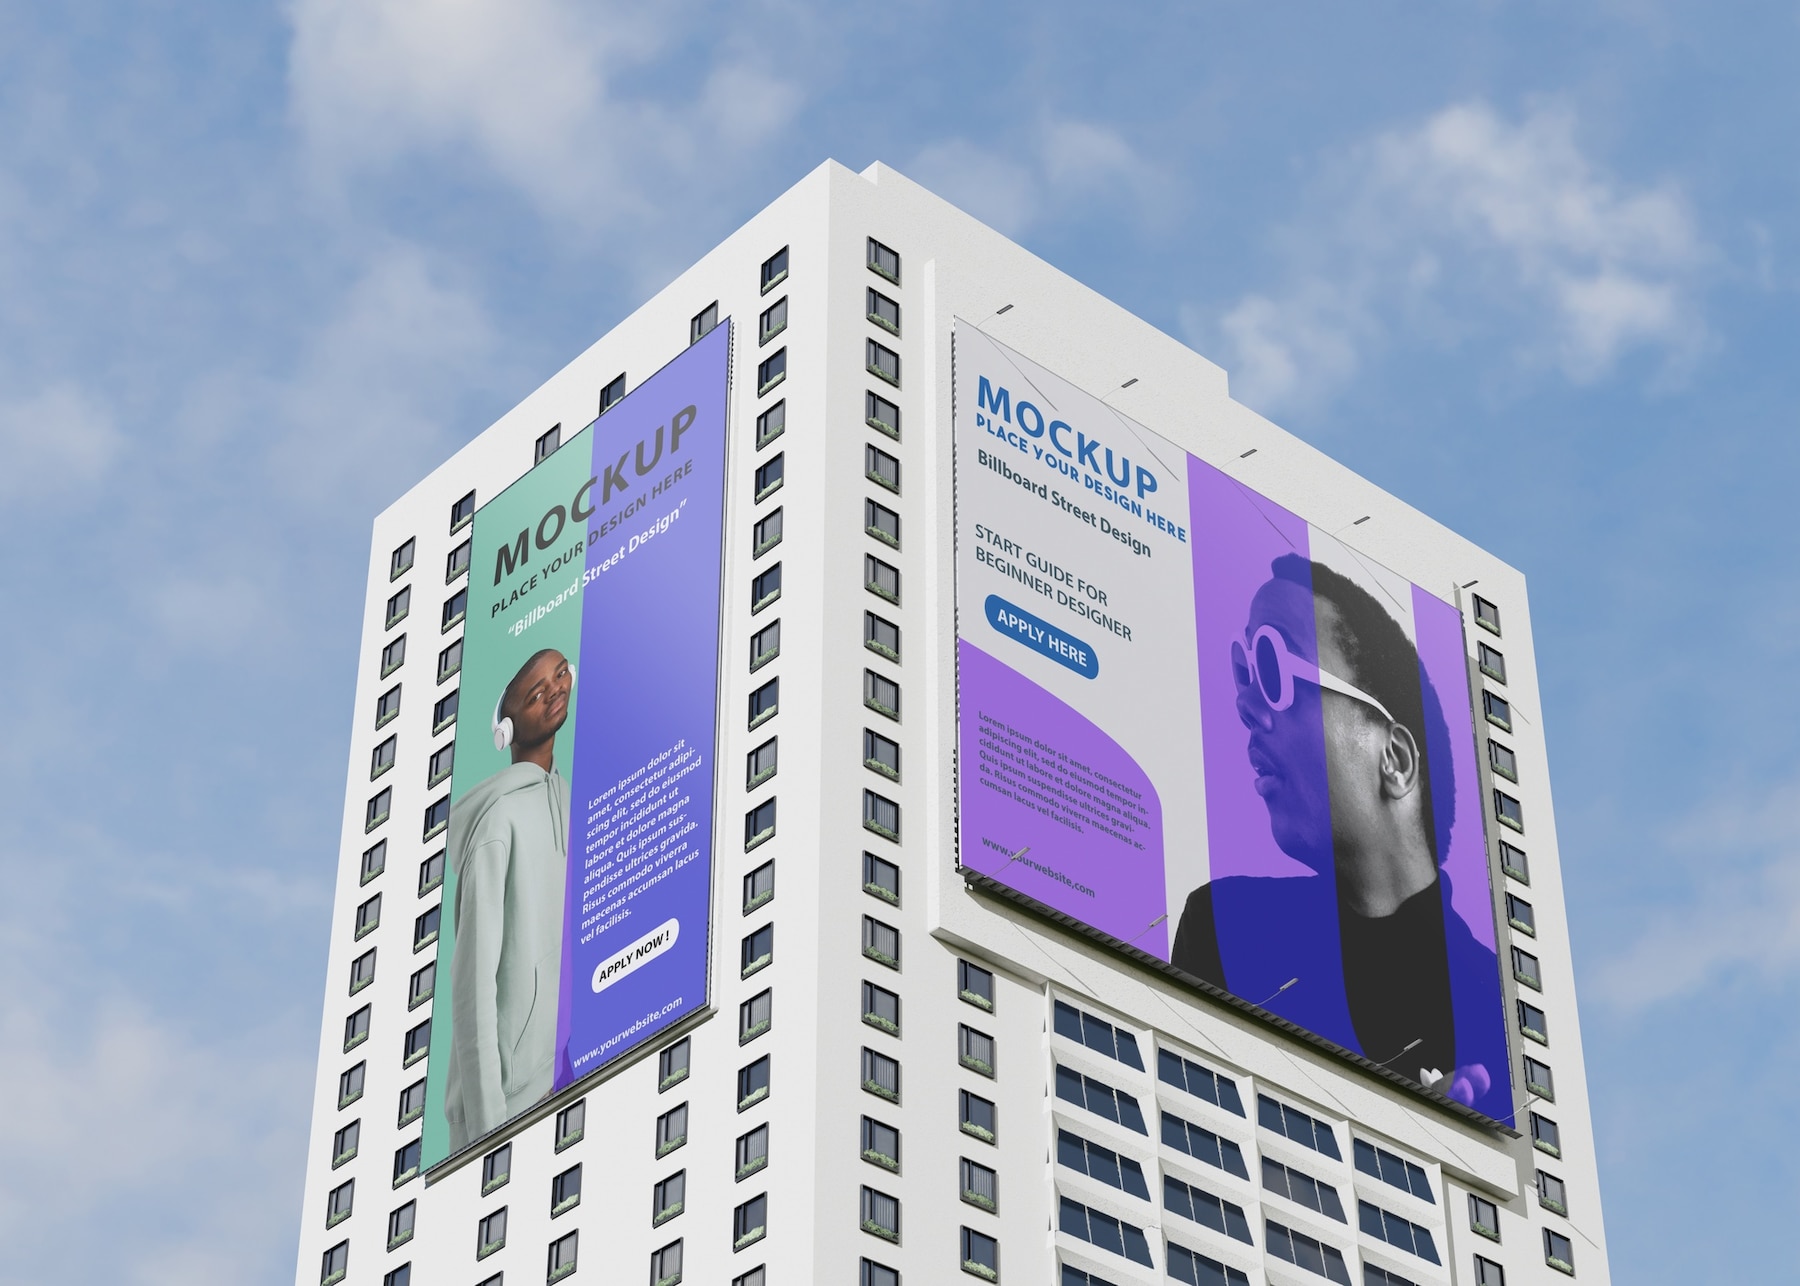 MOCKUP
PLACE YOUR DESIGN HERE
“Billboard Street Design”
Lorem ipsum dolor sit
amet, consectetur adipi-
scing elit, sed do eiusmod
tempor incididunt ut
labore et dolore magna
aliqua. Quis ipsum sus-
pendisse ultrices gravida.
Risus commodo viverra
maecenas accumsan lacus
vel facilisis.
APPLY NOW !
www.yourwebsite,com
MOCKUP
PLACE YOUR DESIGN HERE
Billboard Street Design
START GUIDE FOR
BEGINNER DESIGNER
APPLY HERE
Lorem ipsum dolor sit amet, consectetur
adipiscing elit, sed do eiusmod tempor in-
cididunt ut labore et dolore magna aliqua.
Quis ipsum suspendisse ultrices gravi-
da. Risus commodo viverra maecenas ac-
cumsan lacus vel facilisis.
www.yourwebsite,com